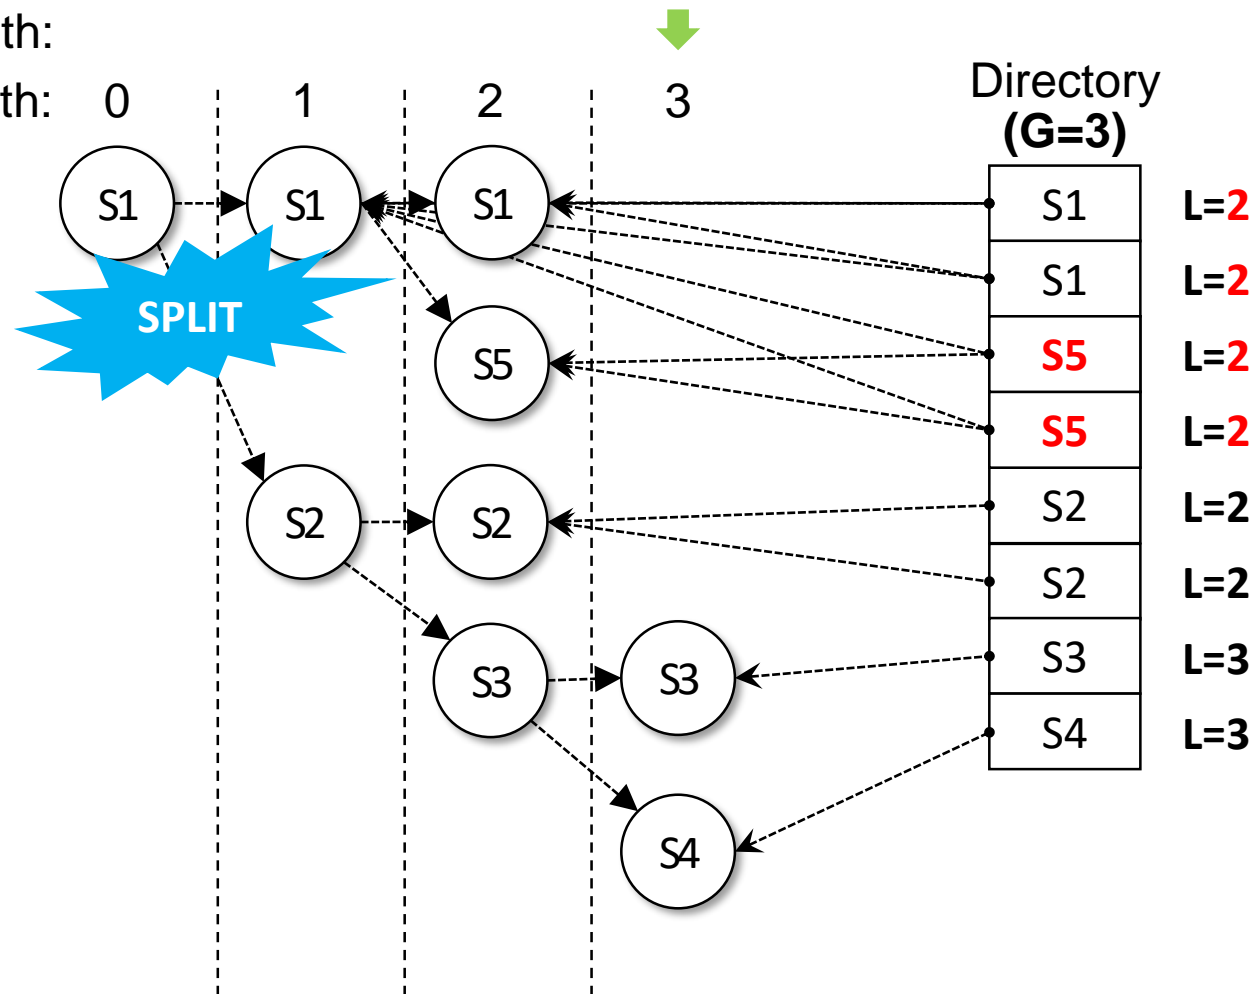 th:
th: 0 1 2 3
Directory
(G=3)
S1 S1 S1 S1 L=2
S1 L=2
SPLIT
S5 S5 L=2
S5 L=2
S2 S2 S2 L=2
S2 L=2
S3 S3 S3 L=3
S4 L=3
S4